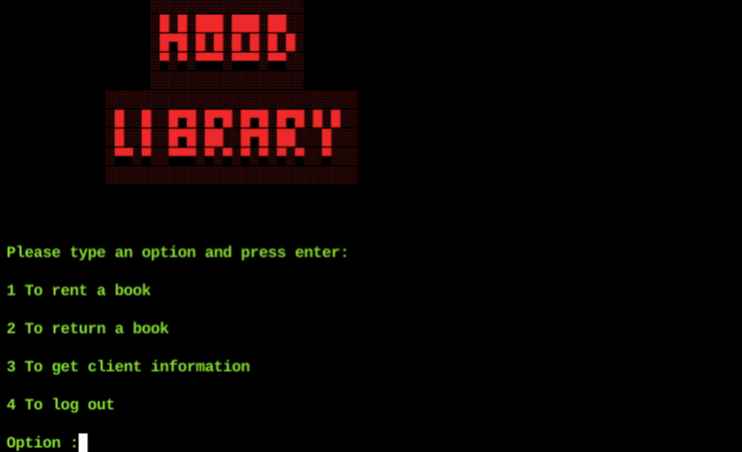 HOOD
LIBRARY
Please type an option and press enter:
1 To rent a book
2 To return a book
3 To get client information
4 To log out
Option :